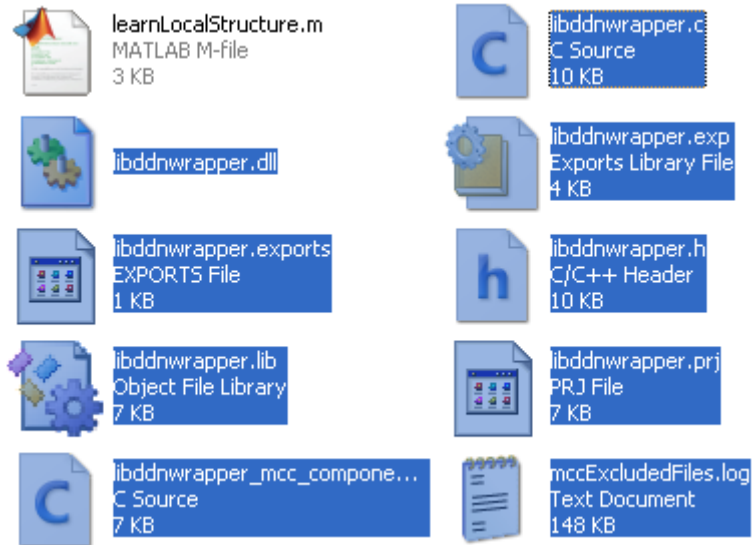 learnLocalStructure.m
MATLAB M-file
3 KB
libddnwrapper.c
C Source
10 KB
libddnwrapper.dll
libddnwrapper.exp
Exports Library File
4 KB
libddnwrapper.exports
EXPORTS File
1 KB
libddnwrapper.h
C/C++ Header
10 KB
libddnwrapper.lib
Object File Library
7 KB
libddnwrapper.prj
PRJ File
7 KB
libddnwrapper_mcc_compone...
C Source
7 KB
mccExcludedFiles.log
Text Document
148 KB